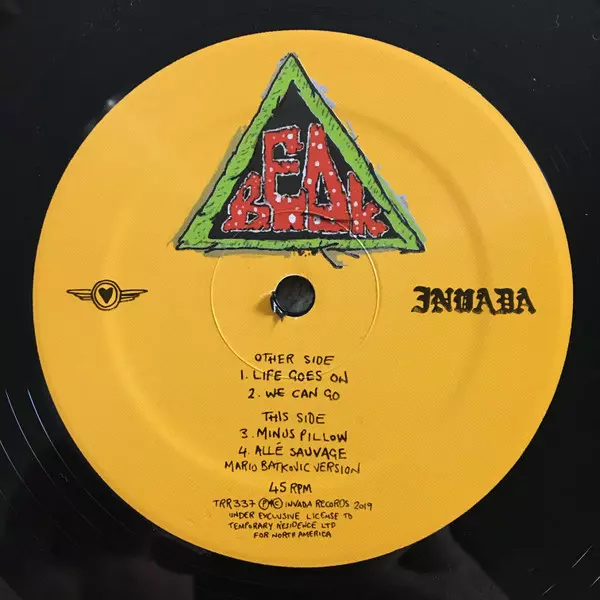 BEAK
INVADA
OTHER SIDE
1. LIFE GOES ON
2. WE CAN GO
THIS SIDE
3. MINUS PILLOW
4. ALLÉ SAUVAGE
MARIO BATKOVIC VERSION
45 RPM
TRR337 ℗© INVADA RECORDS 2019
UNDER EXCLUSIVE LICENSE TO
TEMPORARY RESIDENCE LTD
FOR NORTH AMERICA